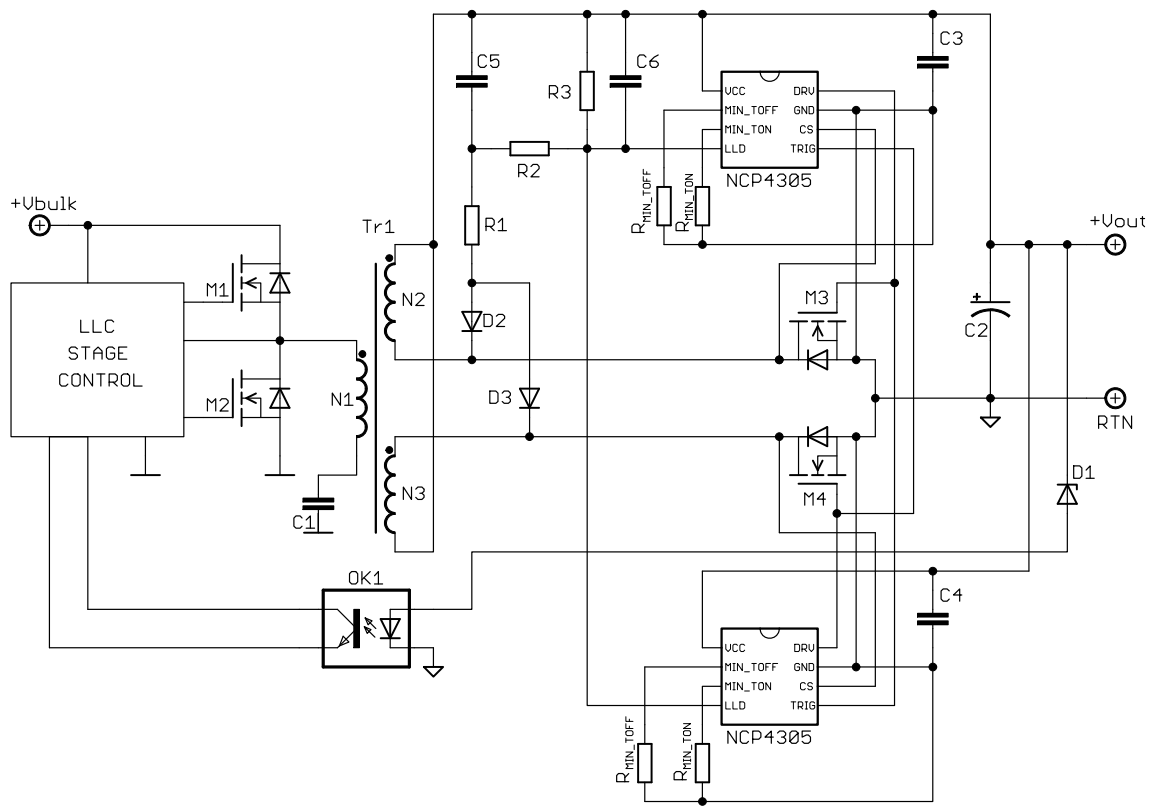 C5
R3
C6
C3
VCC
DRV
MIN_TOFF
GND
MIN_TON
CS
LLD
TRIG
R2
NCP4305
RMIN_TOFF
RMIN_TON
+Vbulk
Tr1
R1
+Vout
M1
N2
D2
M3
C2
LLC
STAGE
CONTROL
M2
N1
D3
RTN
N3
M4
D1
C1
OK1
C4
VCC
DRV
MIN_TOFF
GND
MIN_TON
CS
LLD
TRIG
NCP4305
RMIN_TOFF
RMIN_TON